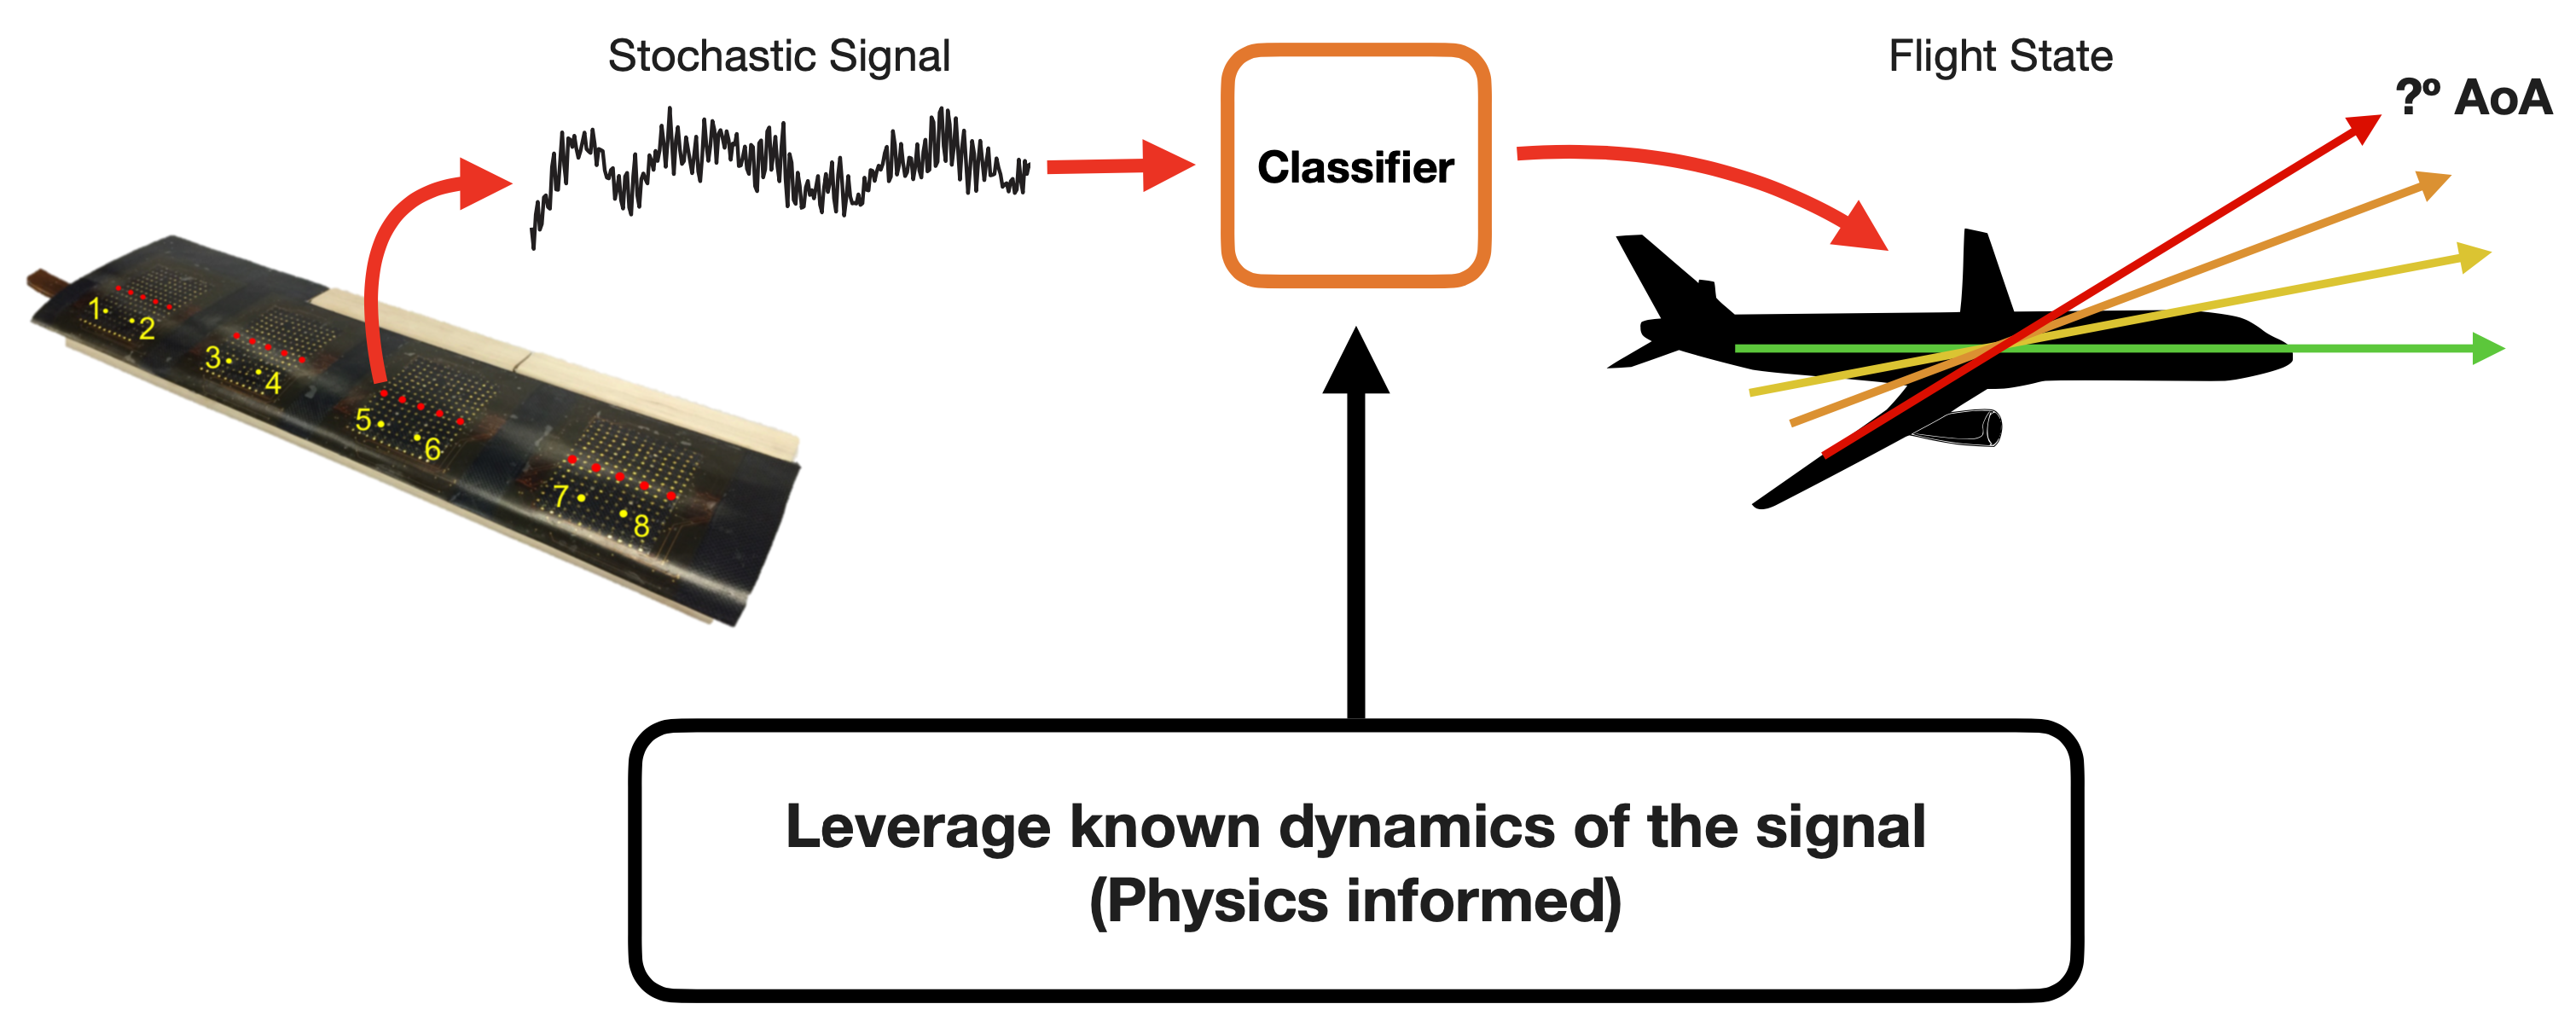 Stochastic Signal
Flight State
?º AoA
Classifier
1
2
3
4
5
6
7
8
Leverage known dynamics of the signal
(Physics informed)